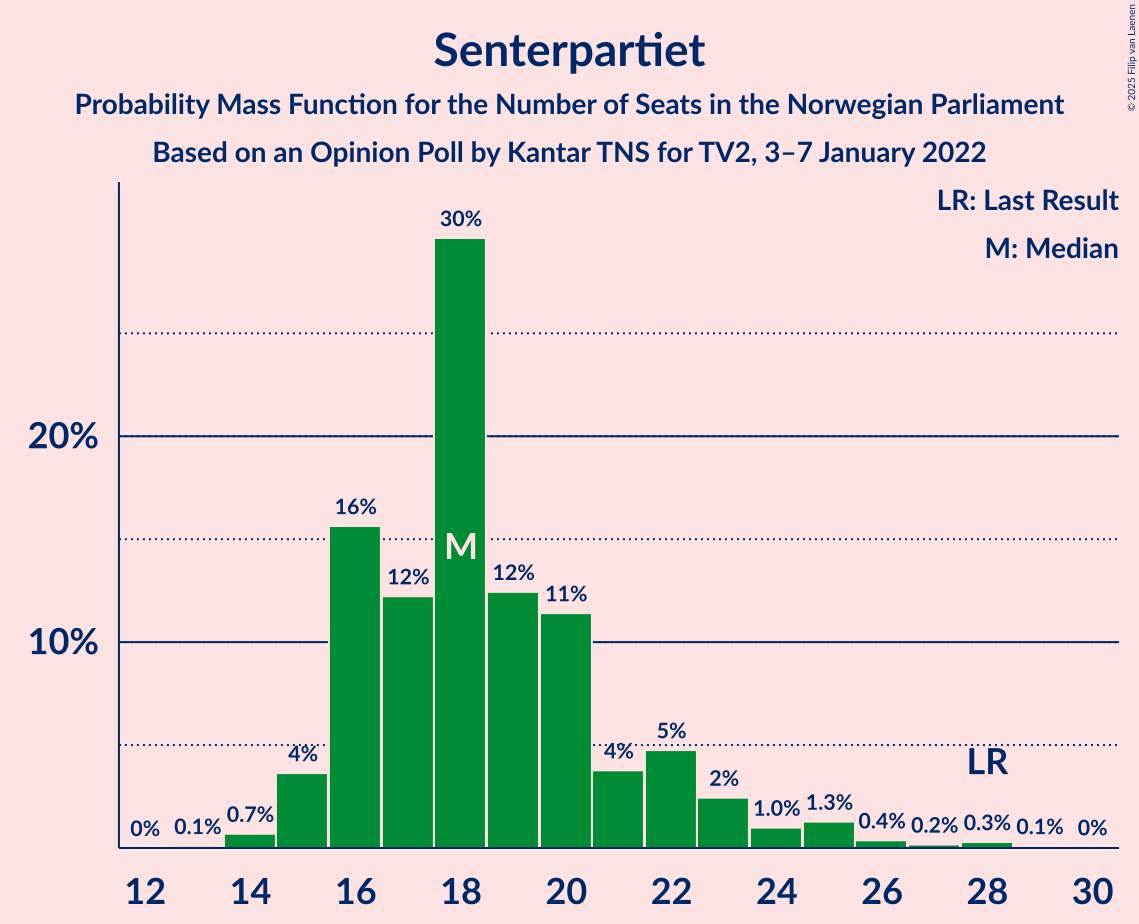 Senterpartiet
Probability Mass Function for the Number of Seats in the Norwegian Parliament
Based on an Opinion Poll by Kantar TNS for TV2, 3–7 January 2022
© 2025 Filip van Laenen
LR: Last Result
M: Median
20%
10%
0%
0.1%
0.7%
4%
16%
12%
30%
M
12%
11%
4%
5%
2%
1.0%
1.3%
0.4%
0.2%
0.3%
LR
0.1%
0%
12 14 16 18 20 22 24 26 28 30